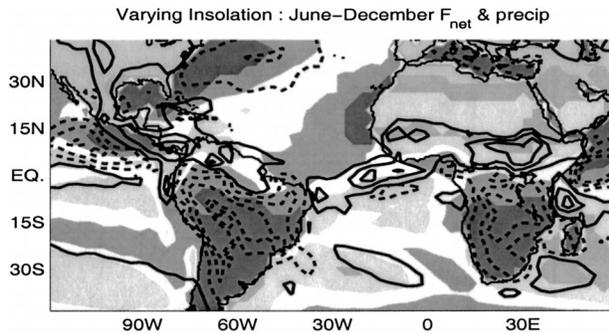 Varying Insolation : June–December F_net & precip
30N
15N
EQ.
15S
30S
90W 60W 30W 0 30E